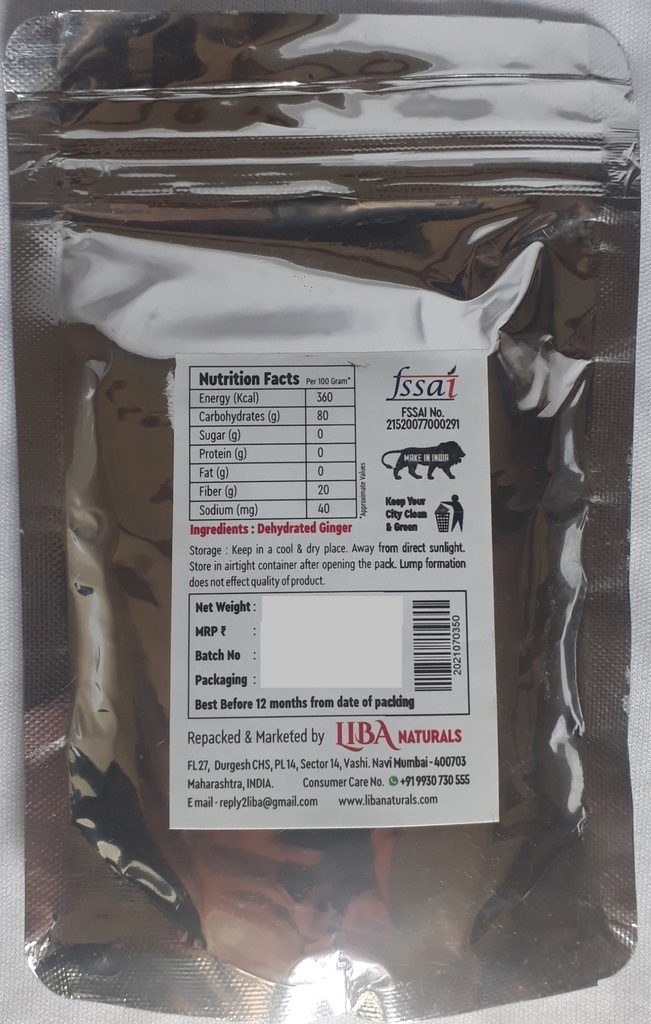 Nutrition Facts Per 100 Gram*
Energy (Kcal) 360
Carbohydrates (g) 80
Sugar (g) 0
Protein (g) 0
Fat (g) 0
Fiber (g) 20
Sodium (mg) 40
*Approximate Values
fssai
FSSAI No.
21520077000291
MAKE IN INDIA
Keep Your
City Clean
& Green
Ingredients : Dehydrated Ginger
Storage : Keep in a cool & dry place. Away from direct sunlight.
Store in airtight container after opening the pack. Lump formation
does not effect quality of product.
Net Weight :
MRP ₹ :
Batch No :
Packaging :
2021070350
Best Before 12 months from date of packing
Repacked & Marketed by LIBA NATURALS
FL 27, Durgesh CHS, PL 14, Sector 14, Vashi. Navi Mumbai - 400703
Maharashtra, INDIA. Consumer Care No. +91 9930 730 555
E mail - reply2liba@gmail.com www.libanaturals.com